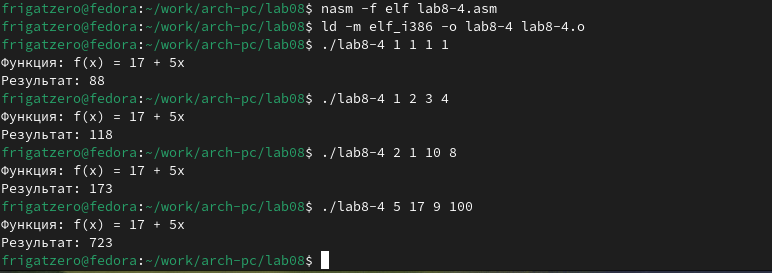 frigatzero@fedora:~/work/arch-pc/lab08$ nasm -f elf lab8-4.asm
frigatzero@fedora:~/work/arch-pc/lab08$ ld -m elf_i386 -o lab8-4 lab8-4.o
frigatzero@fedora:~/work/arch-pc/lab08$ ./lab8-4 1 1 1 1
Функция: f(x) = 17 + 5x
Результат: 88
frigatzero@fedora:~/work/arch-pc/lab08$ ./lab8-4 1 2 3 4
Функция: f(x) = 17 + 5x
Результат: 118
frigatzero@fedora:~/work/arch-pc/lab08$ ./lab8-4 2 1 10 8
Функция: f(x) = 17 + 5x
Результат: 173
frigatzero@fedora:~/work/arch-pc/lab08$ ./lab8-4 5 17 9 100
Функция: f(x) = 17 + 5x
Результат: 723
frigatzero@fedora:~/work/arch-pc/lab08$